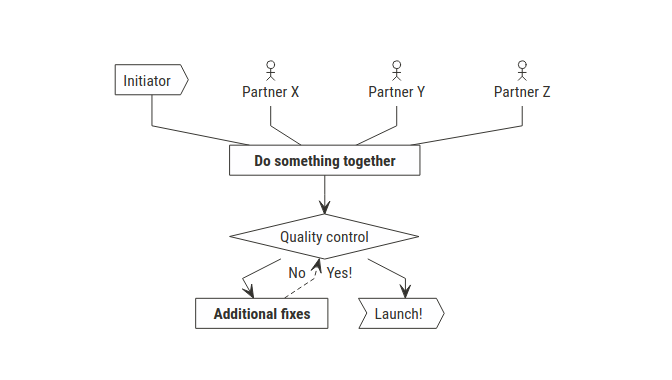 Initiator
Partner X
Partner Y
Partner Z
Do something together
Quality control
No
Yes!
Additional fixes
Launch!